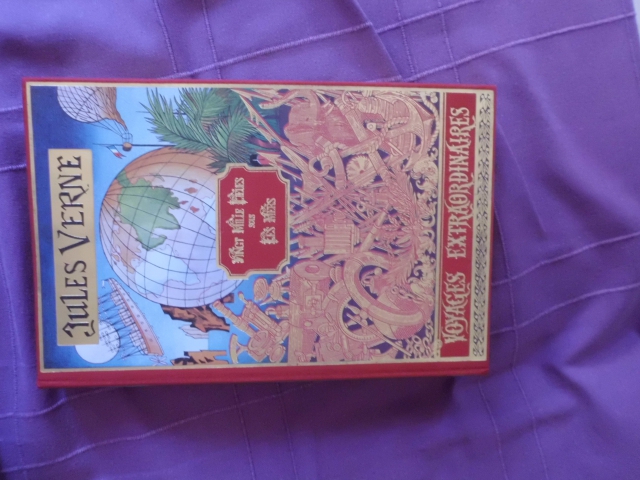 JULES VERNE
VINGT MILLE LIEUES
SOUS
LES MERS
VOYAGES EXTRAORDINAIRES